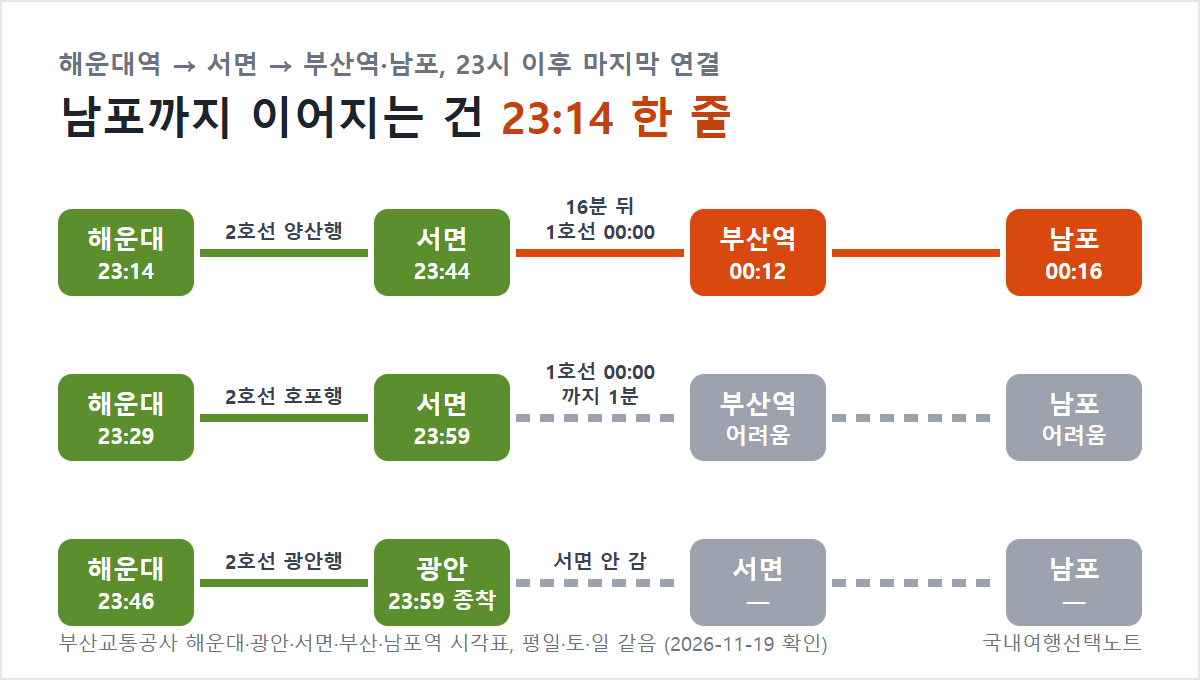 해운대역 → 서면 → 부산역·남포, 23시 이후 마지막 연결
남포까지 이어지는 건 23:14 한 줄
해운대
23:14
2호선 양산행
서면
23:44
16분 뒤
1호선 00:00
부산역
00:12
남포
00:16
해운대
23:29
2호선 호포행
서면
23:59
1호선 00:00
까지 1분
부산역
어려움
남포
어려움
해운대
23:46
2호선 광안행
광안
23:59 종착
서면 안 감
서면
—
남포
—
부산교통공사 해운대·광안·서면·부산·남포역 시각표, 평일·토·일 같음 (2026-11-19 확인)
국내여행선택노트